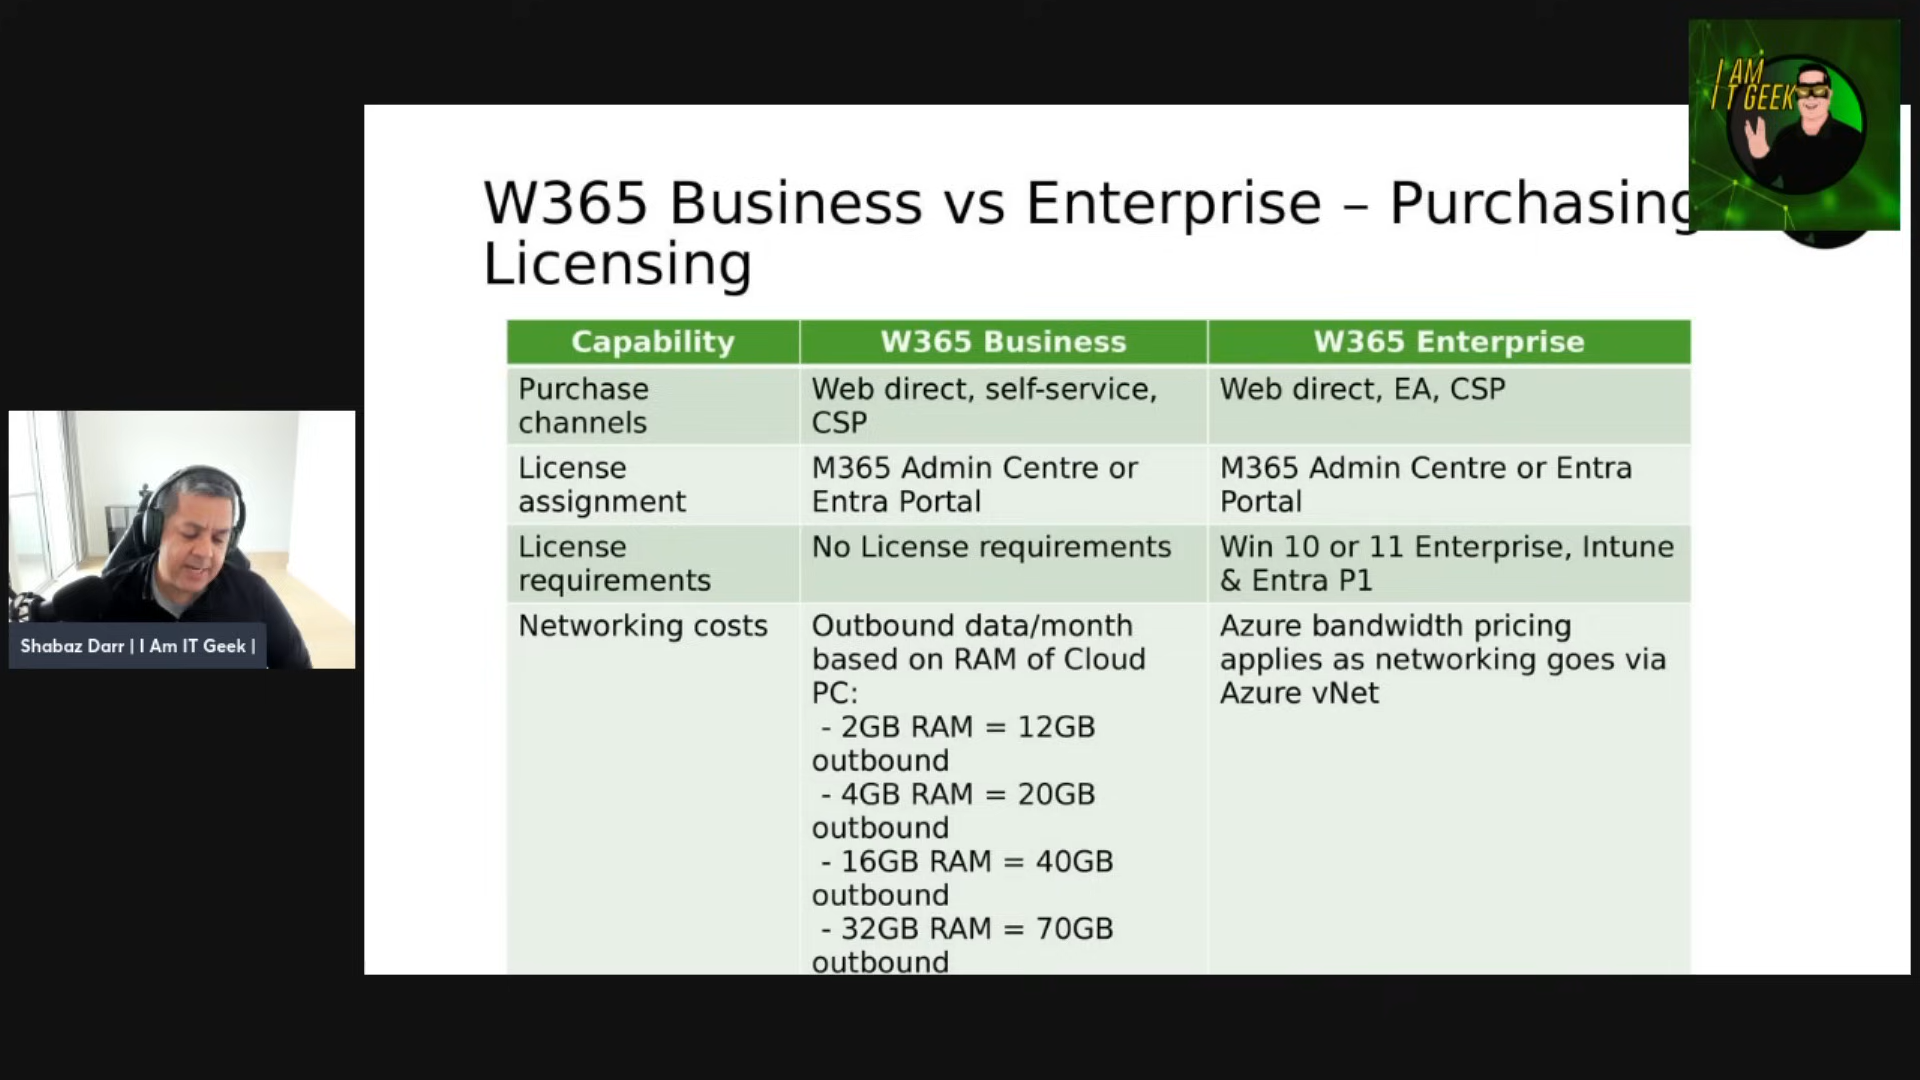 I AM
IT GEEK
W365 Business vs Enterprise – Purchasing
Licensing
Capability
W365 Business
W365 Enterprise
Purchase
channels
Web direct, self-service,
CSP
Web direct, EA, CSP
License
assignment
M365 Admin Centre or
Entra Portal
M365 Admin Centre or Entra
Portal
License
requirements
No License requirements
Win 10 or 11 Enterprise, Intune
& Entra P1
Networking costs
Outbound data/month
based on RAM of Cloud
PC:
- 2GB RAM = 12GB
outbound
- 4GB RAM = 20GB
outbound
- 16GB RAM = 40GB
outbound
- 32GB RAM = 70GB
outbound
Azure bandwidth pricing
applies as networking goes via
Azure vNet
Shabaz Darr | I Am IT Geek |